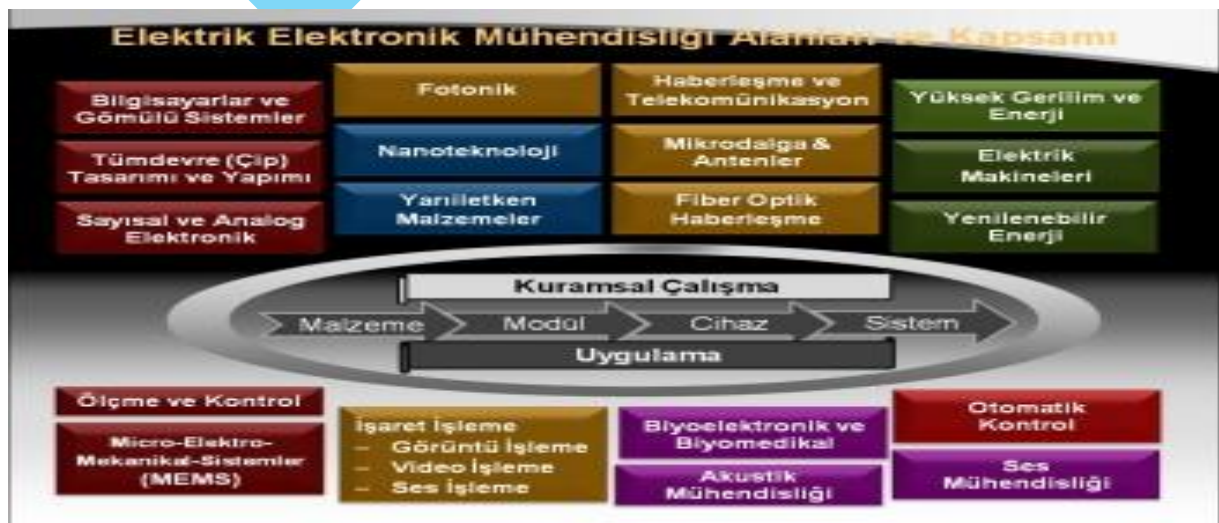 Elektrik Elektronik Mühendisliği Alanları ve Kapsamı
Bilgisayarlar ve
Gömülü Sistemler
Tümdevre (Çip)
Tasarımı ve Yapımı
Sayısal ve Analog
Elektronik
Fotonik
Nanoteknoloji
Yarıiletken
Malzemeler
Haberleşme ve
Telekomünikasyon
Mikrodalga &
Antenler
Fiber Optik
Haberleşme
Yüksek Gerilim ve
Enerji
Elektrik
Makineleri
Yenilenebilir
Enerji
Kuramsal Çalışma
Malzeme
Modül
Cihaz
Sistem
Uygulama
Ölçme ve Kontrol
Micro-Elektro-
Mekanikal-Sistemler
(MEMS)
İşaret İşleme
– Görüntü İşleme
– Video İşleme
– Ses İşleme
Biyoelektronik ve
Biyomedikal
Akustik
Mühendisliği
Otomatik
Kontrol
Ses
Mühendisliği